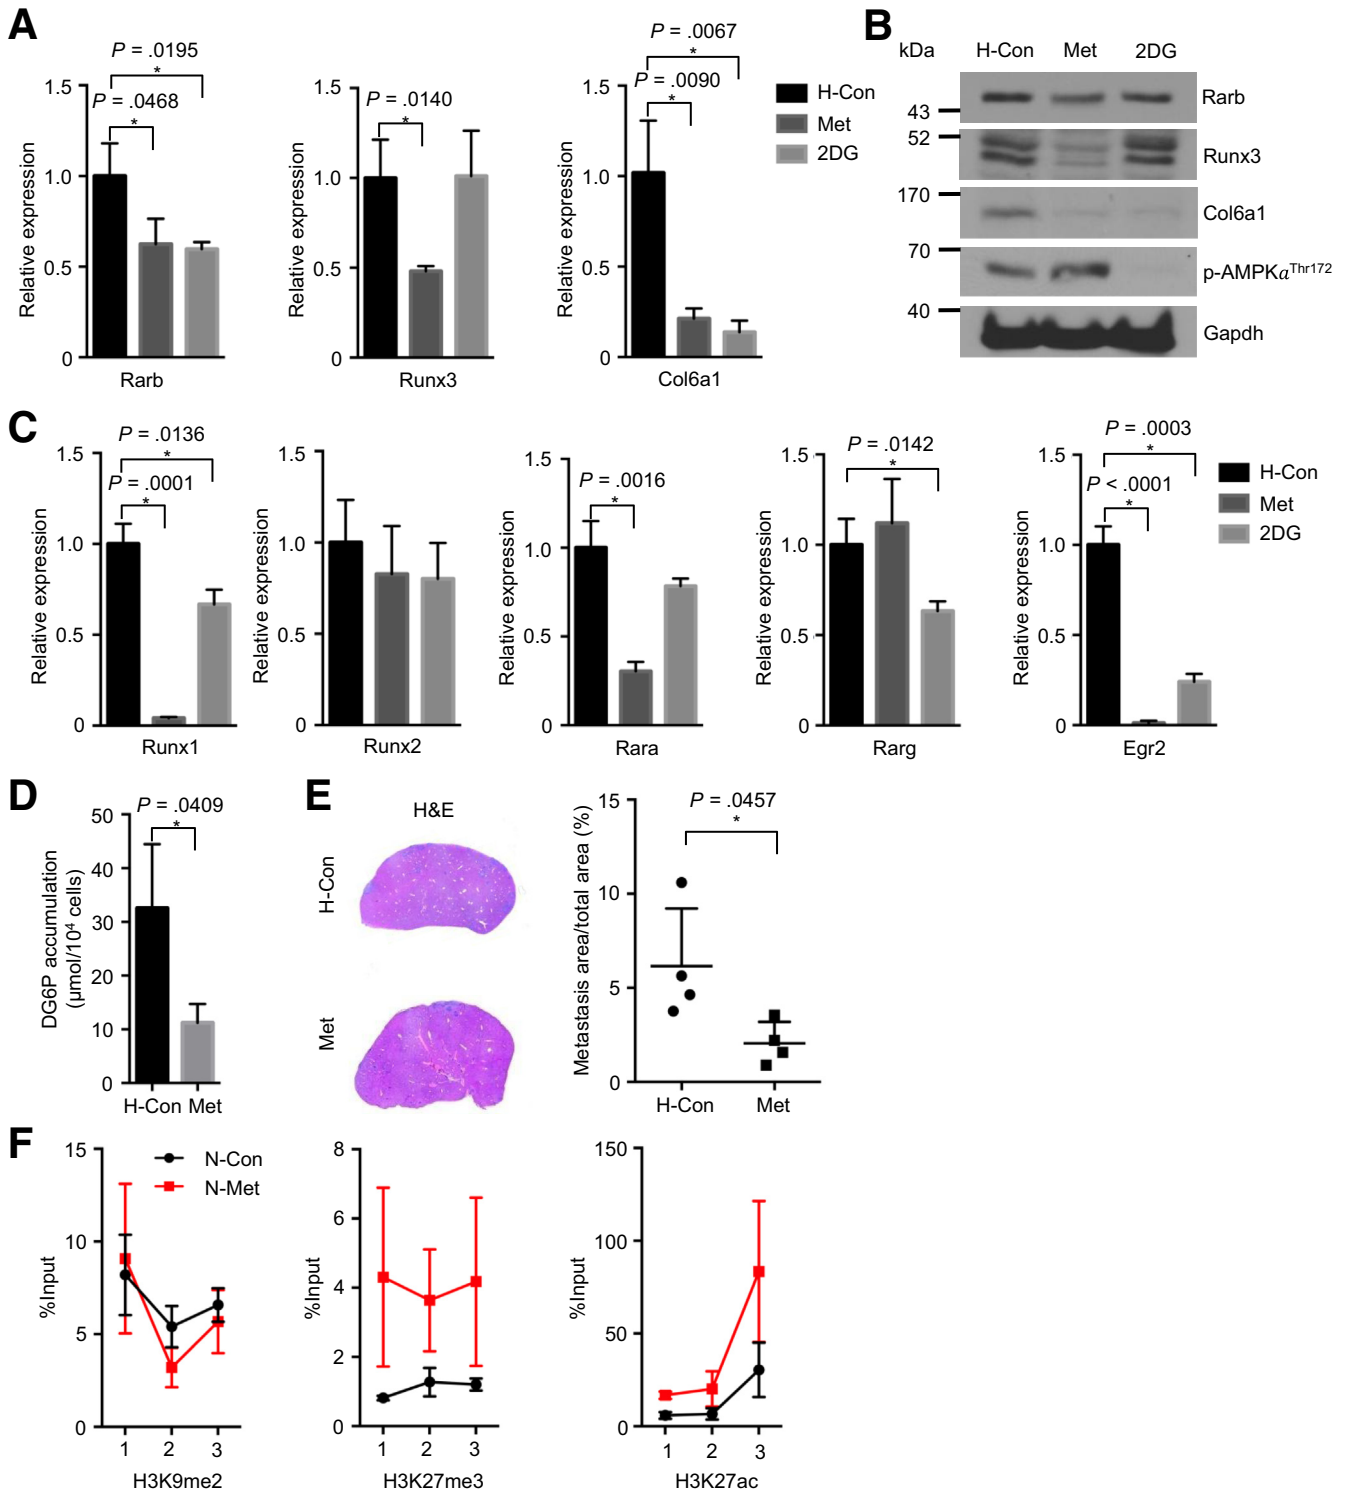 A
P = .0195
*
P = .0468
*
1.5
1.0
0.5
0
Relative expression
Rarb
P = .0140
*
1.5
1.0
0.5
0
Relative expression
Runx3
P = .0067
*
P = .0090
*
1.5
1.0
0.5
0
Relative expression
Col6a1
H-Con
Met
2DG
B
kDa H-Con Met 2DG
43 Rarb
52 Runx3
170 Col6a1
70 p-AMPKα^Thr172
40 Gapdh
C
P = .0136
*
P = .0001
*
1.5
1.0
0.5
0
Relative expression
Runx1
1.5
1.0
0.5
0
Relative expression
Runx2
P = .0016
*
1.5
1.0
0.5
0
Relative expression
Rara
P = .0142
*
1.5
1.0
0.5
0
Relative expression
Rarg
P = .0003
*
P < .0001
*
1.5
1.0
0.5
0
Relative expression
Egr2
H-Con
Met
2DG
D
P = .0409
*
50
40
30
20
10
0
DG6P accumulation
(μmol/10⁴ cells)
H-Con Met
E
H&E
H-Con
Met
P = .0457
*
15
10
5
0
Metastasis area/total area (%)
H-Con Met
F
N-Con
N-Met
15
10
5
0
%Input
1 2 3
H3K9me2
8
6
4
2
0
%Input
1 2 3
H3K27me3
150
100
50
0
%Input
1 2 3
H3K27ac